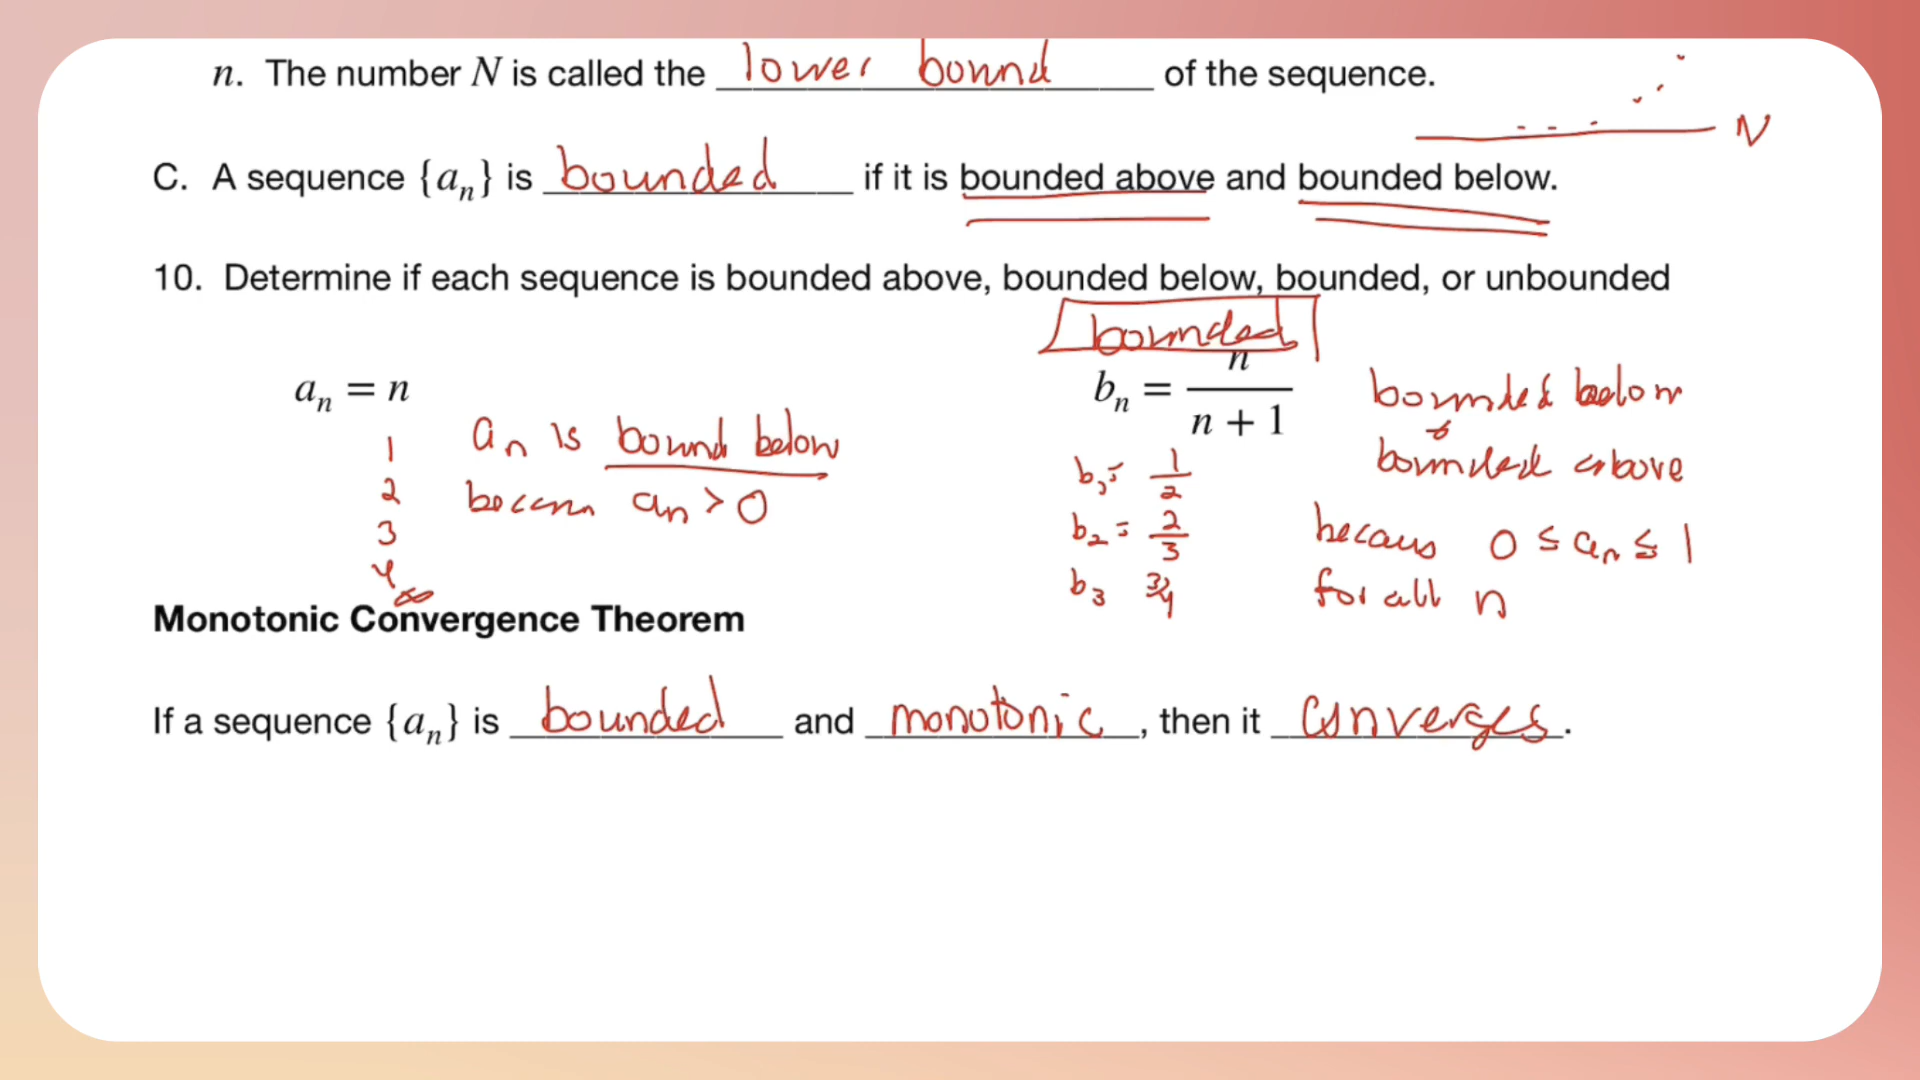 n. The number N is called the lower bound of the sequence.
N
C. A sequence {aₙ} is bounded if it is bounded above and bounded below.
10. Determine if each sequence is bounded above, bounded below, bounded, or unbounded
bounded
aₙ = n
bₙ = n/(n + 1)
1
2
3
4
∞
aₙ is bound below
because aₙ > 0
b₁ = 1/2
b₂ = 2/3
b₃ 3/4
bounded below
&
bounded above
because 0 ≤ aₙ ≤ 1
for all n
Monotonic Convergence Theorem
If a sequence {aₙ} is bounded and monotonic, then it converges.